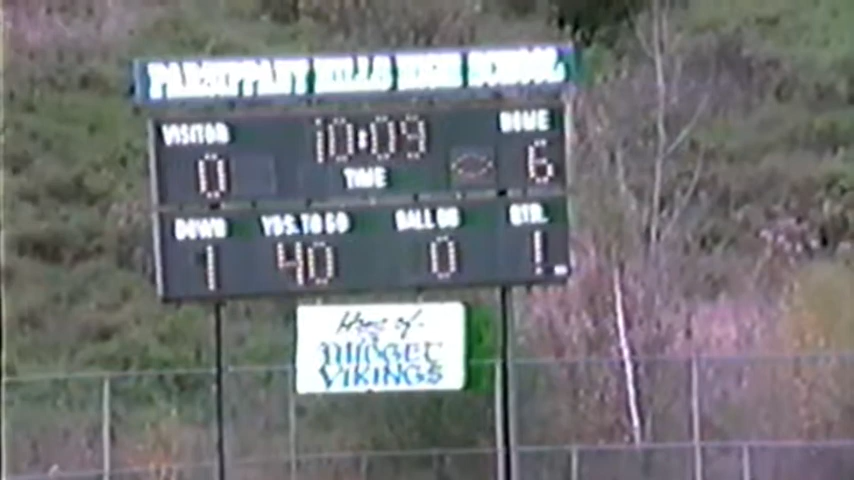 PARSIPPANY HILLS HIGH SCHOOL
VISITOR 10:09 HOME
0 TIME 6
DOWN YDS. TO GO BALL ON QTR.
1 40 0 1
Home of
MIDGET
VIKINGS